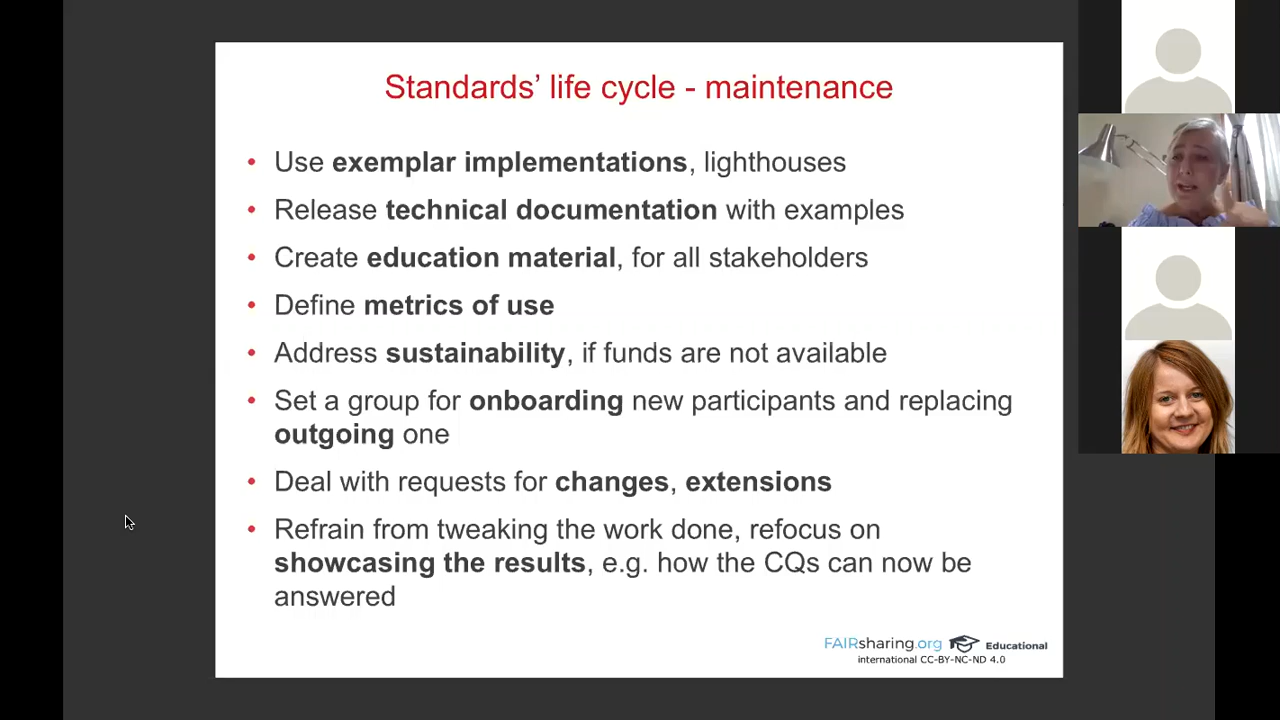 Standards' life cycle - maintenance
• Use exemplar implementations, lighthouses
• Release technical documentation with examples
• Create education material, for all stakeholders
• Define metrics of use
• Address sustainability, if funds are not available
• Set a group for onboarding new participants and replacing
outgoing one
• Deal with requests for changes, extensions
• Refrain from tweaking the work done, refocus on
showcasing the results, e.g. how the CQs can now be
answered
FAIRsharing.org Educational
international CC-BY-NC-ND 4.0